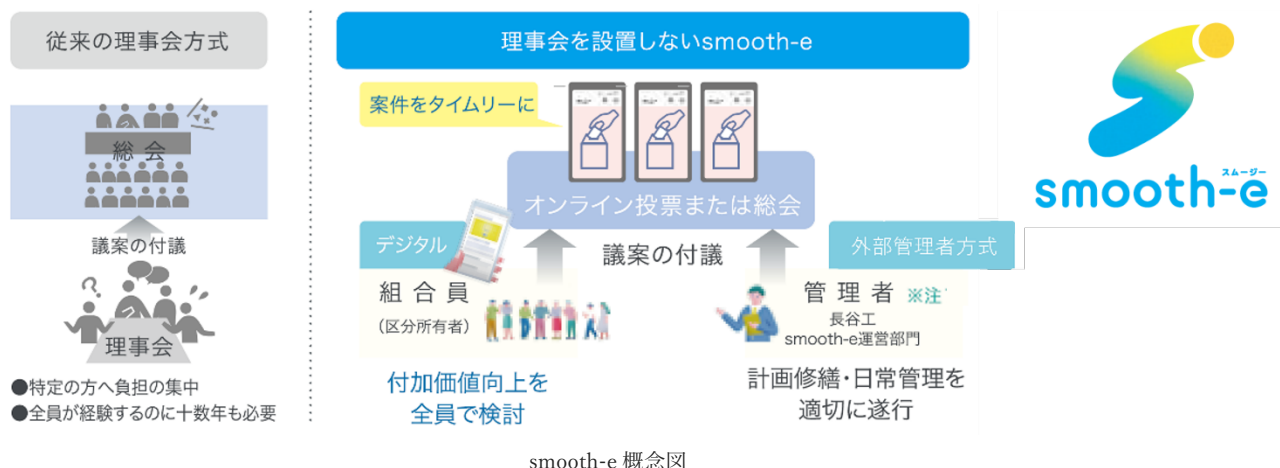 従来の理事会方式
総会
議案の付議
理事会
●特定の方へ負担の集中
●全員が経験するのに十数年も必要
理事会を設置しないsmooth-e
案件をタイムリーに
オンライン投票または総会
デジタル
議案の付議
外部管理者方式
組合員
(区分所有者)
管理者 ※注
長谷工
smooth-e運営部門
付加価値向上を
全員で検討
計画修繕・日常管理を
適切に遂行
スムージー
smooth-e
smooth-e 概念図